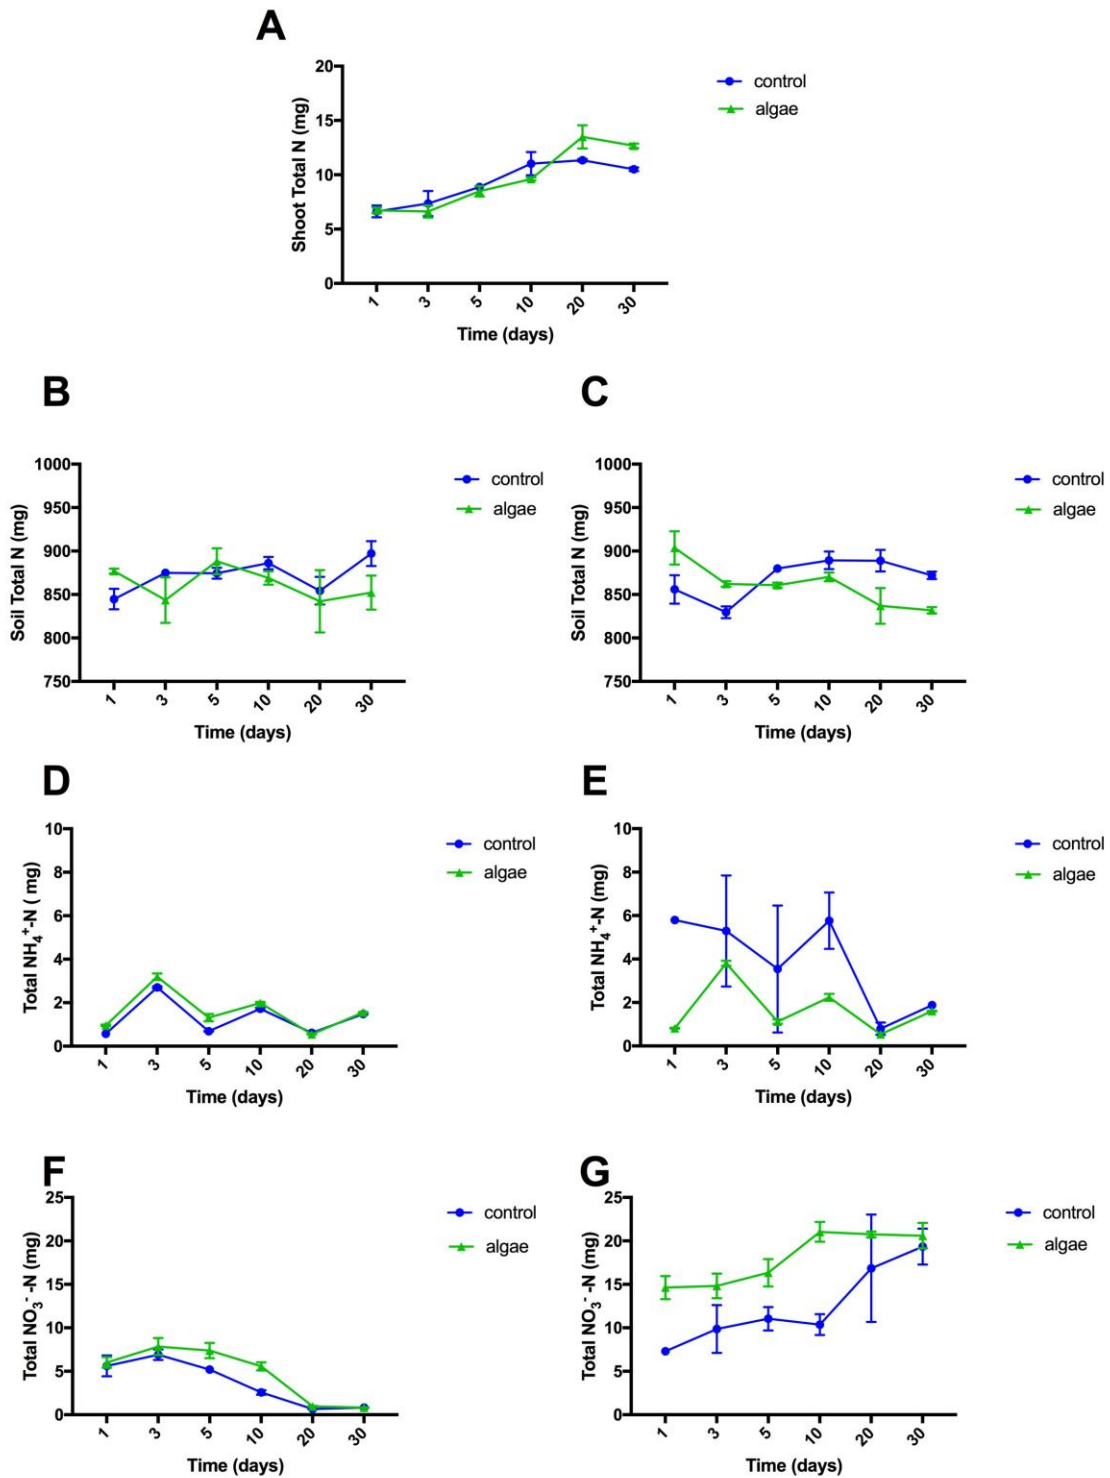 A
20
15
10
5
0
Shoot Total N (mg)
1
3
5
10
20
30
Time (days)
control
algae
B
1000
950
900
850
800
750
Soil Total N (mg)
1
3
5
10
20
30
Time (days)
control
algae
C
1000
950
900
850
800
750
Soil Total N (mg)
1
3
5
10
20
30
Time (days)
control
algae
D
10
8
6
4
2
0
Total NH₄⁺-N ( mg)
1
3
5
10
20
30
Time (days)
control
algae
E
10
8
6
4
2
0
Total NH₄⁺-N (mg)
1
3
5
10
20
30
Time (days)
control
algae
F
25
20
15
10
5
0
Total NO₃⁻ -N (mg)
1
3
5
10
20
30
Time (days)
control
algae
G
25
20
15
10
5
0
Total NO₃⁻ -N (mg)
1
3
5
10
20
30
Time (days)
control
algae